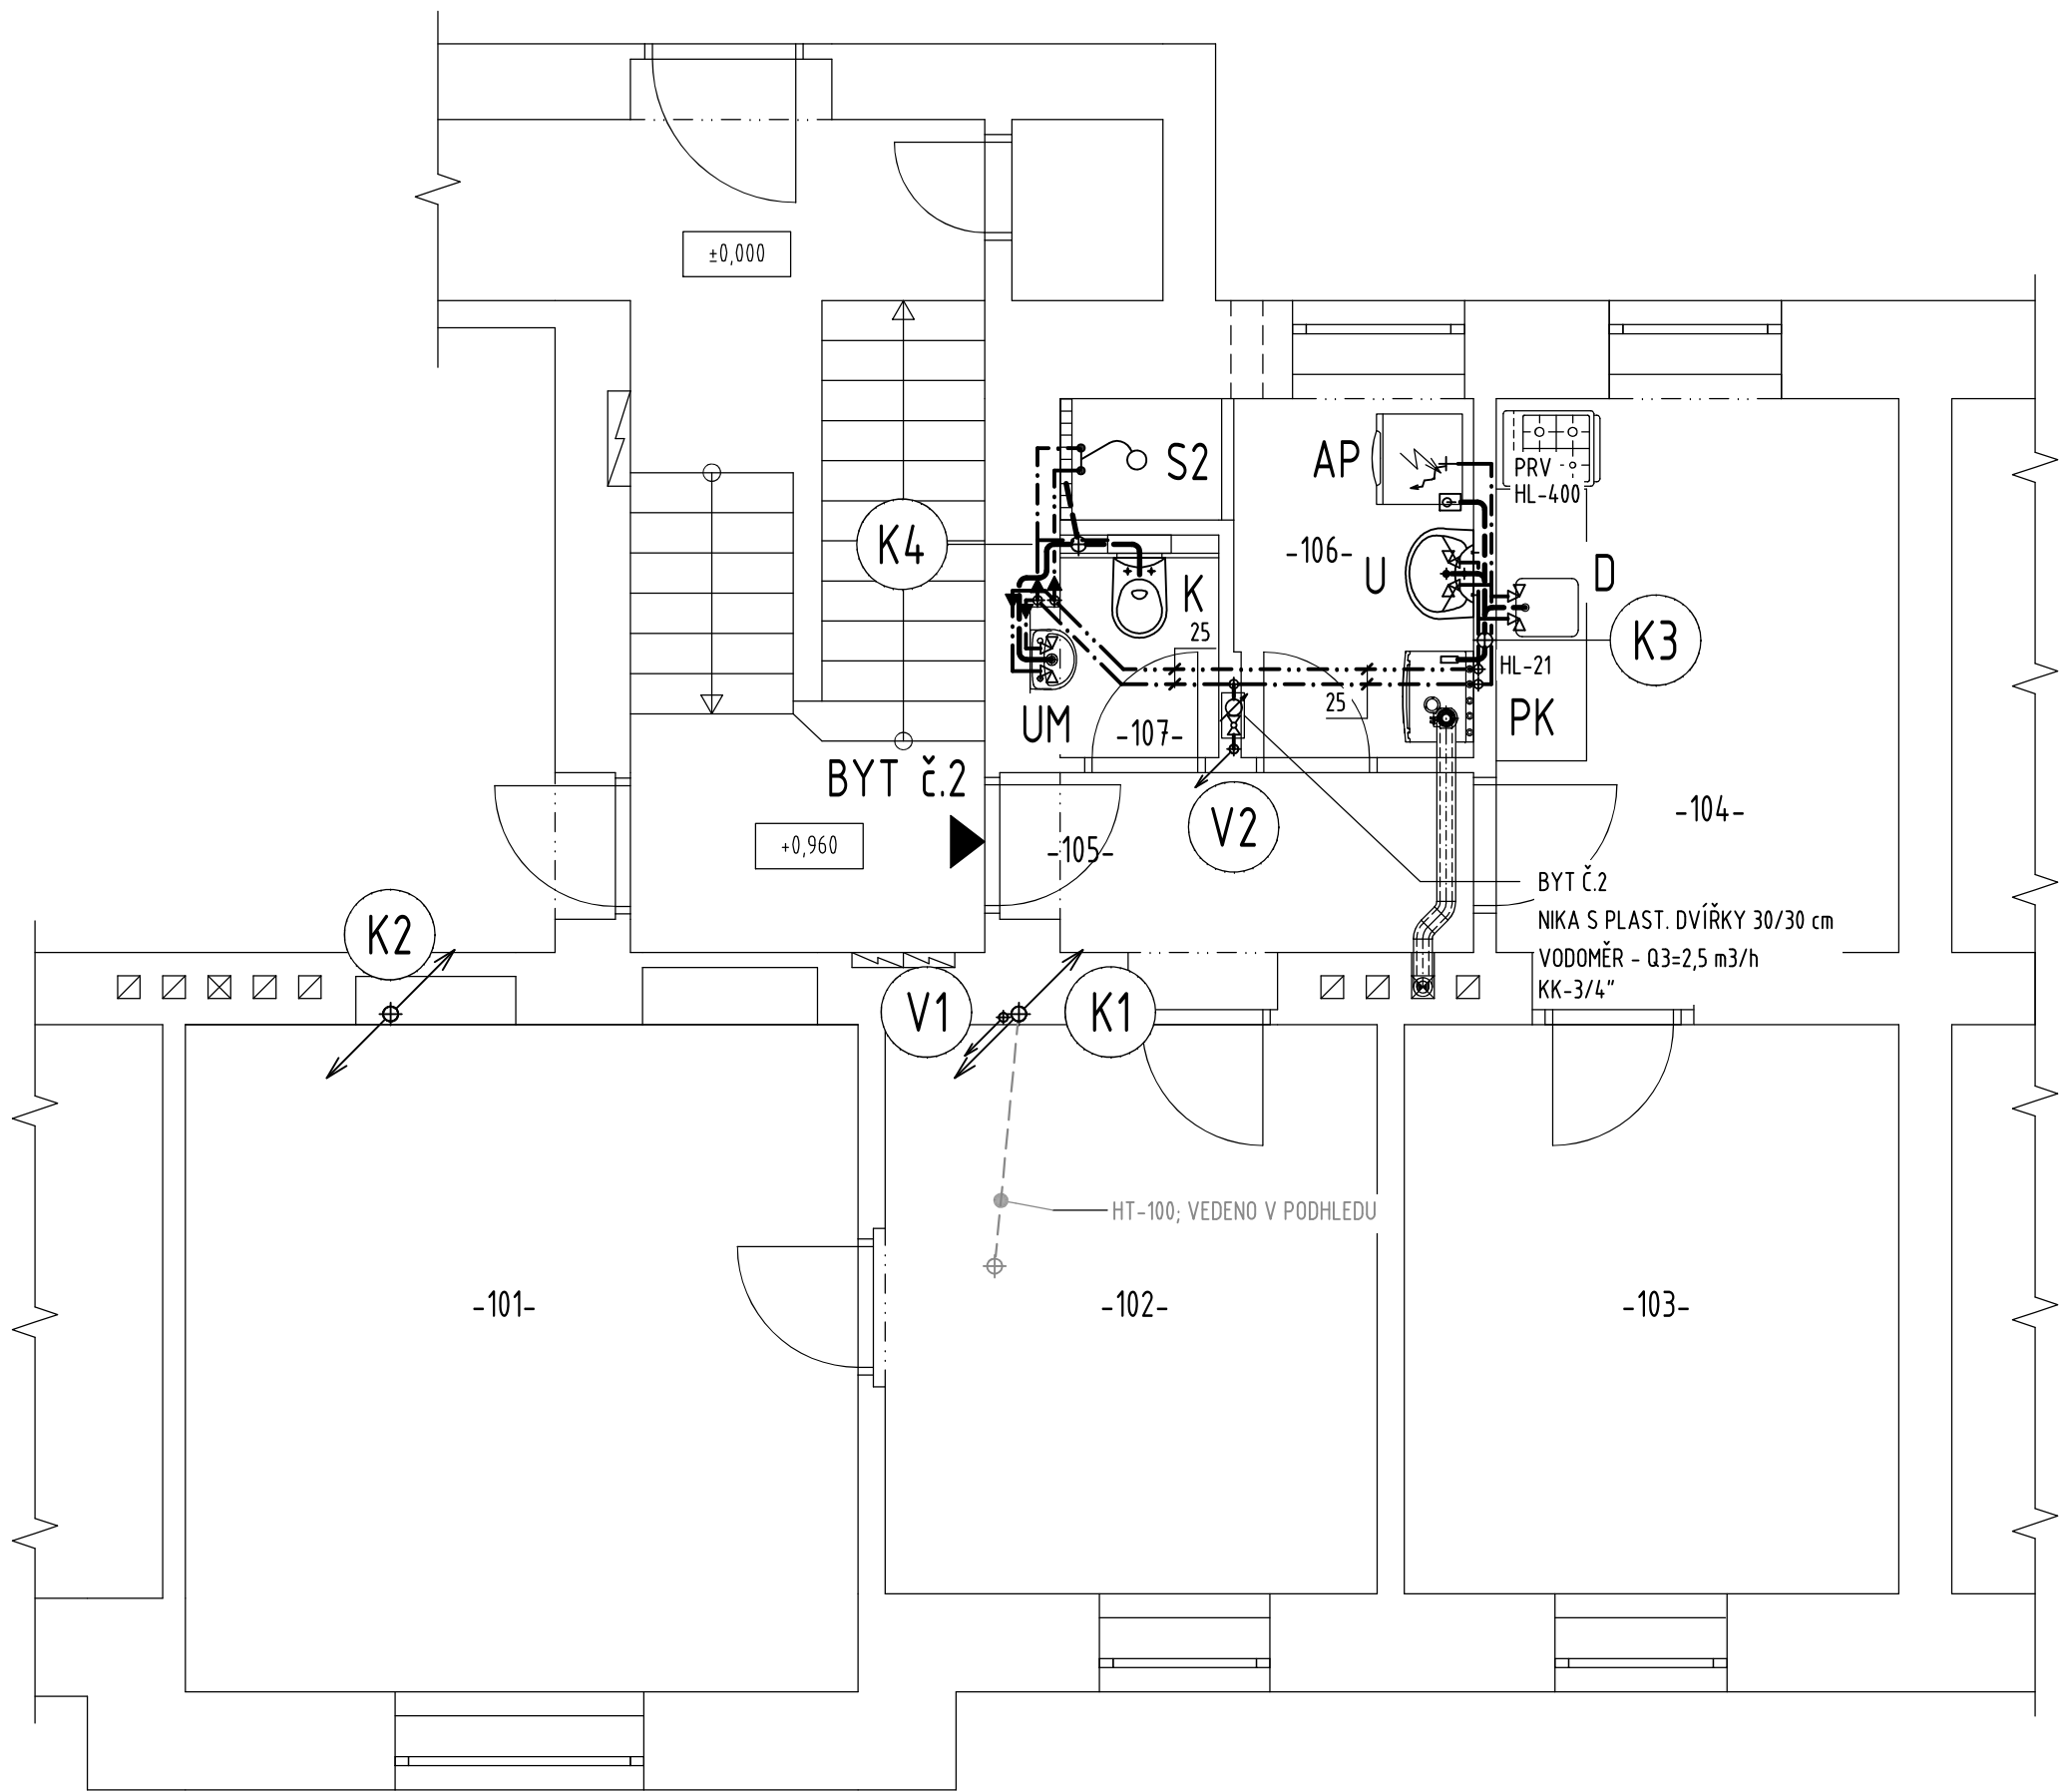 ±0,000
S2
AP
PRV
HL-400
K4
-106-
K
U
D
25
K3
HL-21
25
UM
-107-
PK
BYT č.2
V2
-104-
+0,960
-105-
BYT Č.2
NIKA S PLAST. DVÍŘKY 30/30 cm
VODOMĚR - Q3=2,5 m3/h
KK-3/4"
K2
V1
K1
HT-100; VEDENO V PODHLEDU
-101-
-102-
-103-